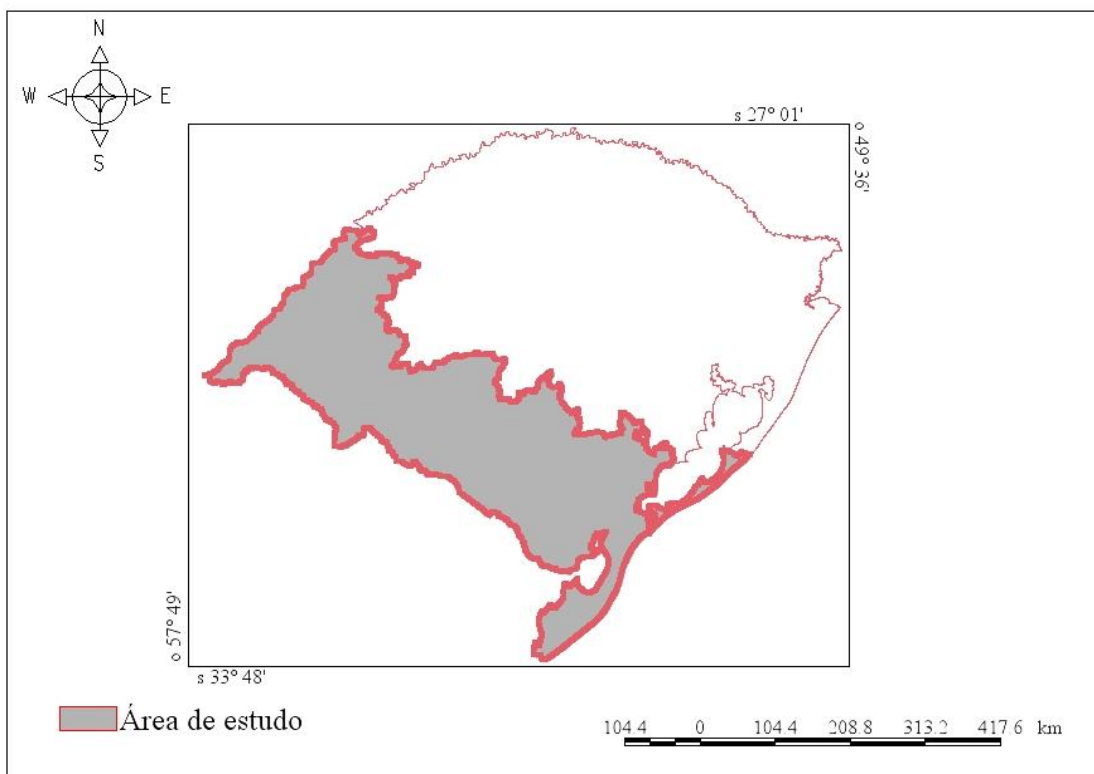 N
W E
S
s 27° 01'
o 49° 36'
o 57° 49'
s 33° 48'
Área de estudo
104.4 0 104.4 208.8 313.2 417.6 km